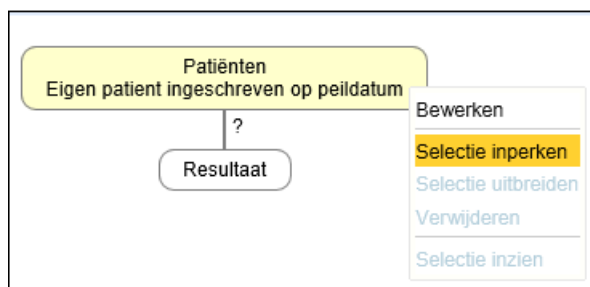 Patiënten
Eigen patient ingeschreven op peildatum
?
Resultaat
Bewerken
Selectie inperken
Selectie uitbreiden
Verwijderen
Selectie inzien